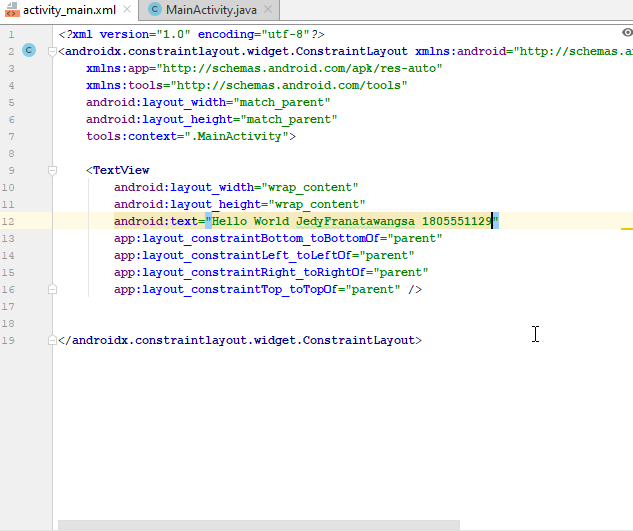 activity_main.xml
MainActivity.java
1 <?xml version="1.0" encoding="utf-8"?>
2 <androidx.constraintlayout.widget.ConstraintLayout xmlns:android="http://schemas.an
3 xmlns:app="http://schemas.android.com/apk/res-auto"
4 xmlns:tools="http://schemas.android.com/tools"
5 android:layout_width="match_parent"
6 android:layout_height="match_parent"
7 tools:context=".MainActivity">
8
9 <TextView
10 android:layout_width="wrap_content"
11 android:layout_height="wrap_content"
12 android:text="Hello World JedyFranatawangsa 1805551129"
13 app:layout_constraintBottom_toBottomOf="parent"
14 app:layout_constraintLeft_toLeftOf="parent"
15 app:layout_constraintRight_toRightOf="parent"
16 app:layout_constraintTop_toTopOf="parent" />
17
18
19 </androidx.constraintlayout.widget.ConstraintLayout>